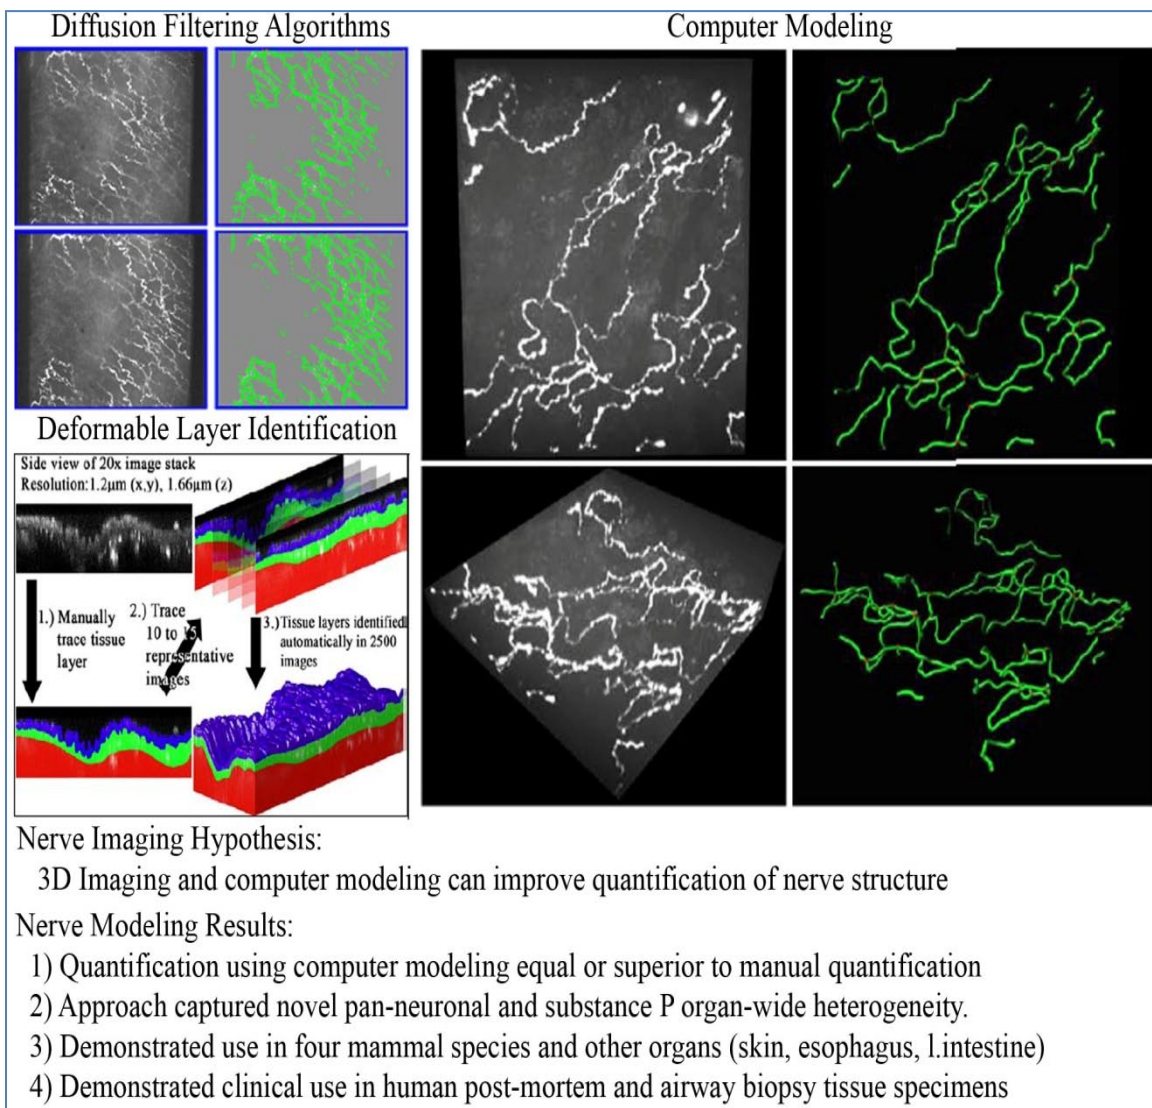 Diffusion Filtering Algorithms
Computer Modeling
Deformable Layer Identification
Side view of 20x image stack
Resolution:1.2µm (x,y), 1.66µm (z)
1.) Manually
trace tissue
layer
2.) Trace
10 to 15
representative
images
3.)Tissue layers identified
automatically in 2500
images
Nerve Imaging Hypothesis:
3D Imaging and computer modeling can improve quantification of nerve structure
Nerve Modeling Results:
1) Quantification using computer modeling equal or superior to manual quantification
2) Approach captured novel pan-neuronal and substance P organ-wide heterogeneity.
3) Demonstrated use in four mammal species and other organs (skin, esophagus, l.intestine)
4) Demonstrated clinical use in human post-mortem and airway biopsy tissue specimens